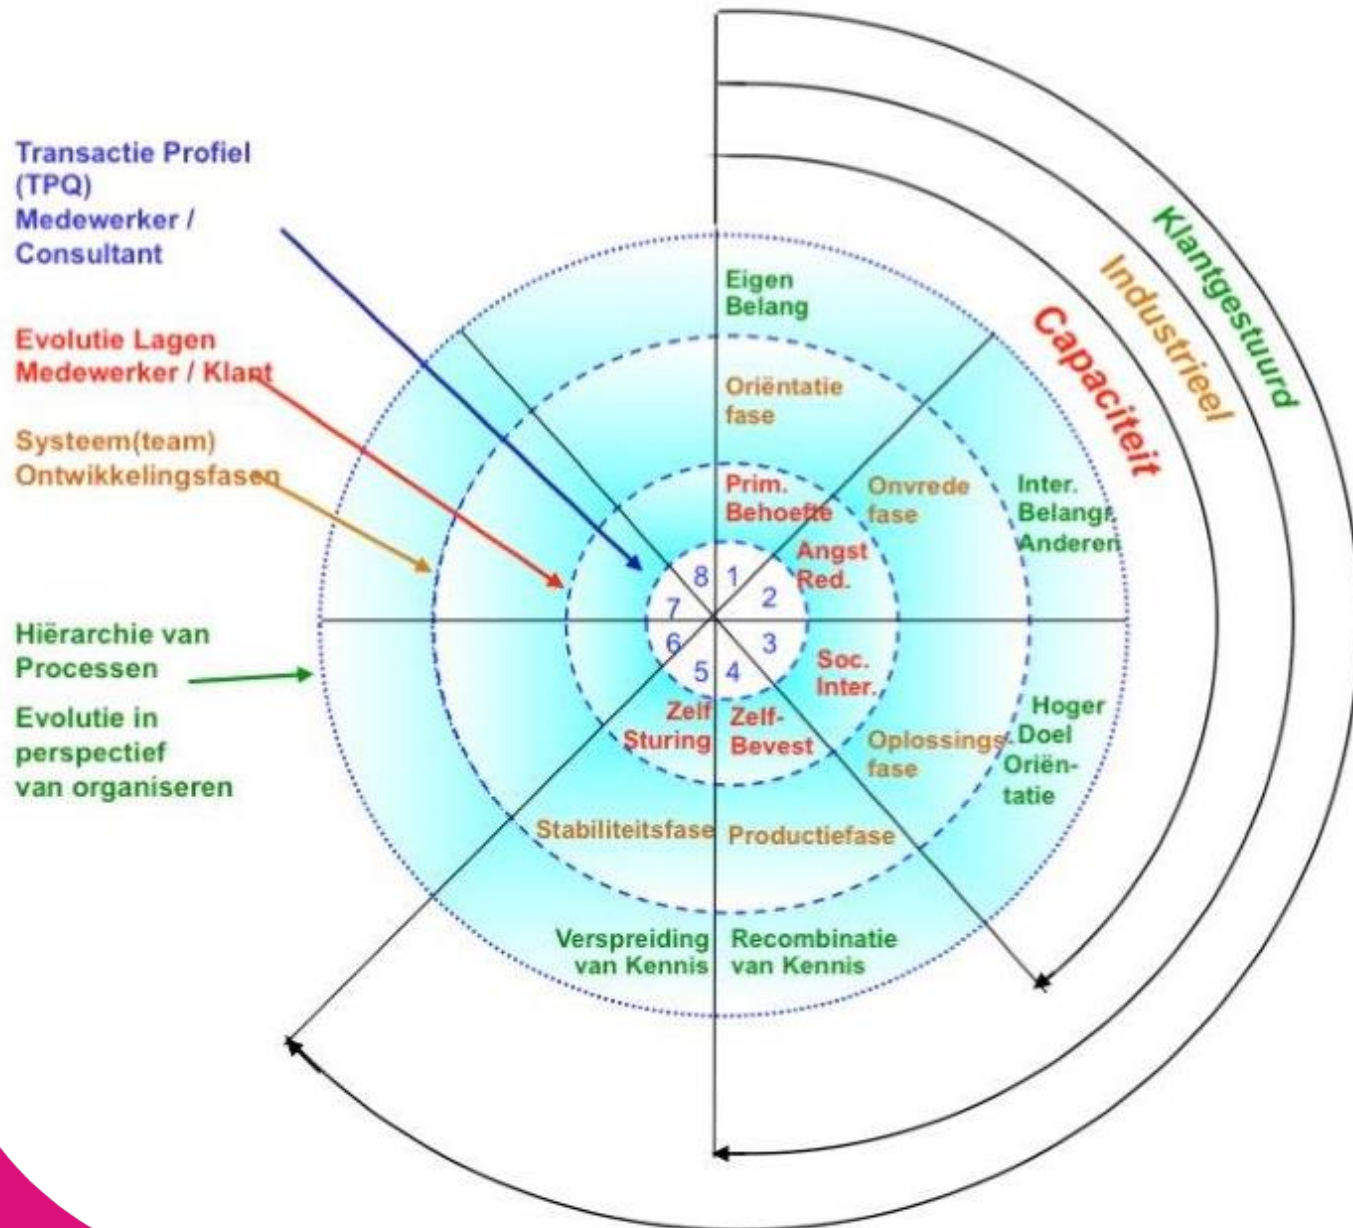 Transactie Profiel
(TPQ)
Medewerker /
Consultant
Evolutie Lagen
Medewerker / Klant
Systeem(team)
Ontwikkelingsfasen
Hiërarchie van
Processen
Evolutie in
perspectief
van organiseren
Klantgestuurd
Industrieel
Capaciteit
Eigen
Belang
Oriëntatie
fase
Prim.
Behoefte
Onvrede
fase
Inter.
Belangr.
Anderen
Angst
Red.
8 1
7 2
6 3
5 4
Soc.
Inter.
Hoger
Doel
Oriën-
tatie
Zelf
Sturing
Zelf-
Bevest
Oplossings-
fase
Stabiliteitsfase
Productiefase
Verspreiding
van Kennis
Recombinatie
van Kennis